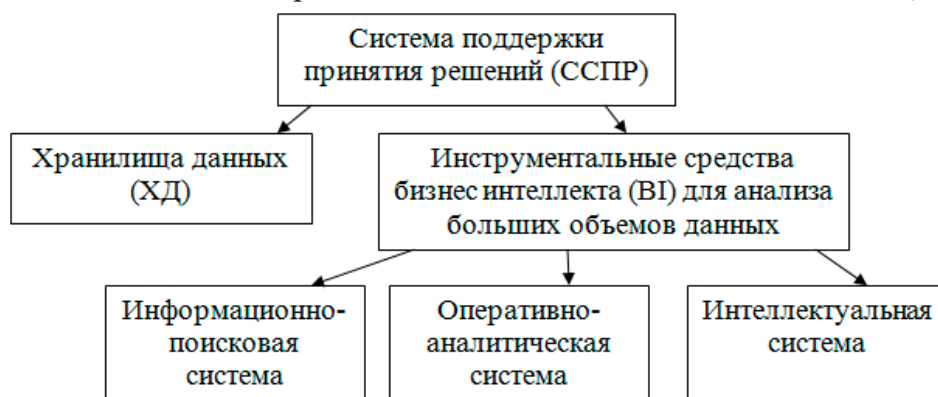 Система поддержки
принятия решений (ССПР)
Хранилища данных
(ХД)
Инструментальные средства
бизнес интеллекта (BI) для анализа
больших объемов данных
Информационно-
поисковая
система
Оперативно-
аналитическая
система
Интеллектуальная
система